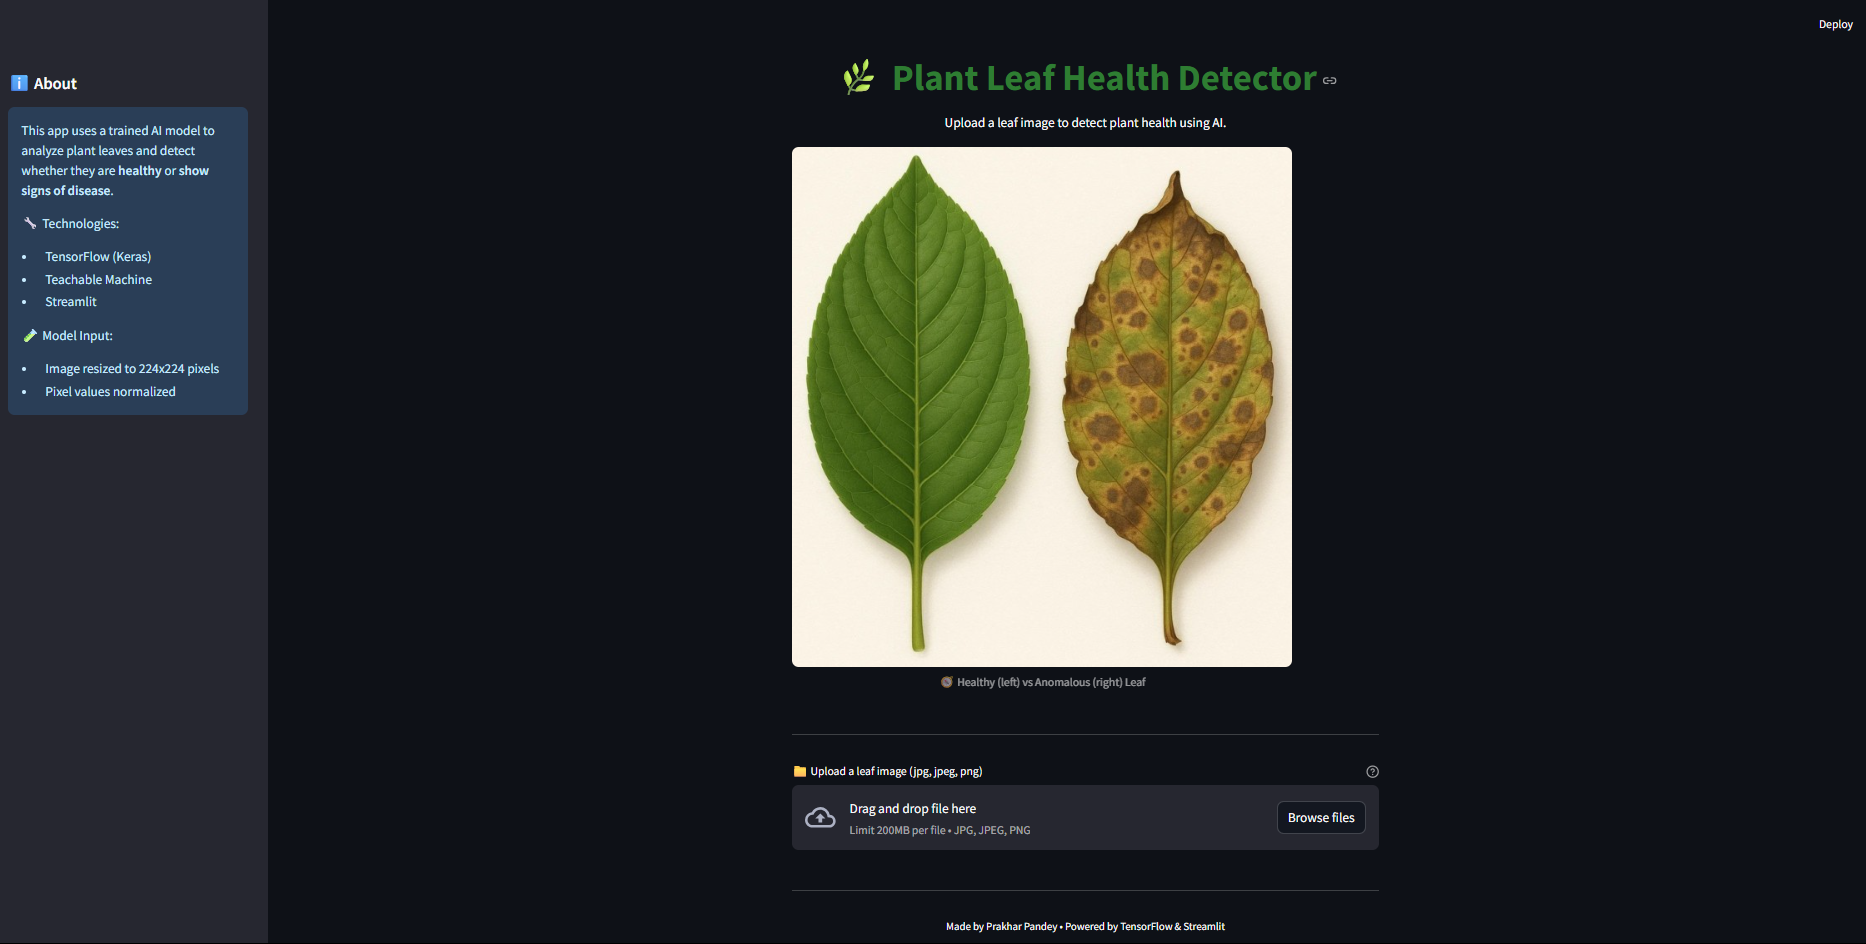 Deploy
ℹ️ About
This app uses a trained AI model to
analyze plant leaves and detect
whether they are healthy or show
signs of disease.
🔧 Technologies:
• TensorFlow (Keras)
• Teachable Machine
• Streamlit
🧪 Model Input:
• Image resized to 224x224 pixels
• Pixel values normalized
🌿 Plant Leaf Health Detector
Upload a leaf image to detect plant health using AI.
Healthy (left) vs Anomalous (right) Leaf
📁 Upload a leaf image (jpg, jpeg, png)
Drag and drop file here
Limit 200MB per file • JPG, JPEG, PNG
Browse files
Made by Prakhar Pandey • Powered by TensorFlow & Streamlit